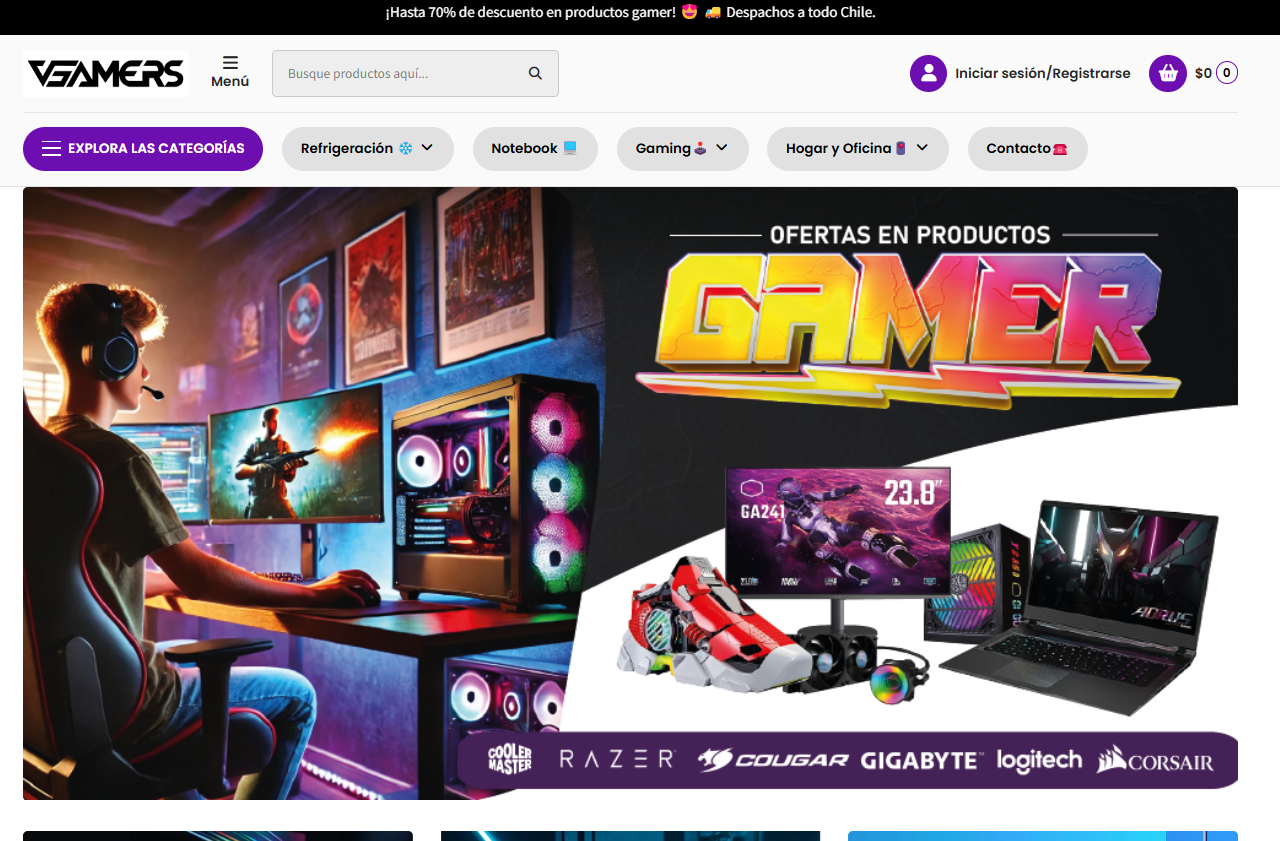 ¡Hasta 70% de descuento en productos gamer! 😍 🚚 Despachos a todo Chile.
VGAMERS
Menú
Busque productos aquí...
Iniciar sesión/Registrarse
$0 0
EXPLORA LAS CATEGORÍAS
Refrigeración ❄️
Notebook 💻
Gaming🕹️
Hogar y Oficina
Contacto☎️
OFERTAS EN PRODUCTOS
GAMER
23.8"
GA241
AORUS
COOLER MASTER
RAZER
COUGAR
GIGABYTE™
logitech
CORSAIR